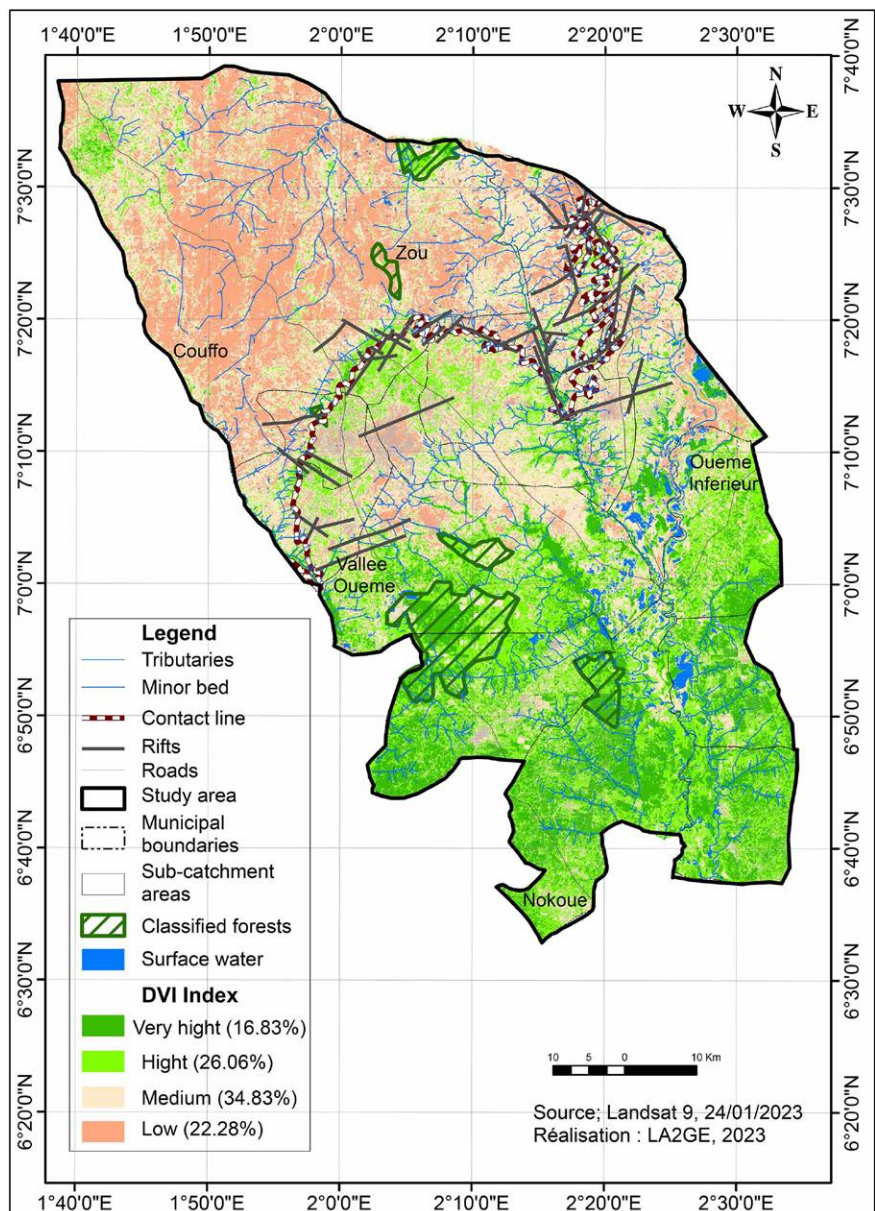 1°40'0"E 1°50'0"E 2°0'0"E 2°10'0"E 2°20'0"E 2°30'0"E
7°40'0"N 7°40'0"N
N
W E
S
7°30'0"N 7°30'0"N
Zou
7°20'0"N 7°20'0"N
Couffo
7°10'0"N 7°10'0"N
Oueme
Inferieur
Vallee
Oueme
7°0'0"N 7°0'0"N
Legend
Tributaries
Minor bed
Contact line
Rifts
Roads
Study area
Municipal
boundaries
Sub-catchment
areas
Classified forests
Surface water
DVI Index
Very hight (16.83%)
Hight (26.06%)
Medium (34.83%)
Low (22.28%)
6°50'0"N 6°50'0"N
6°40'0"N 6°40'0"N
Nokoue
6°30'0"N 6°30'0"N
10 5 0 10 Km
Source; Landsat 9, 24/01/2023
Réalisation : LA2GE, 2023
6°20'0"N 6°20'0"N
1°40'0"E 1°50'0"E 2°0'0"E 2°10'0"E 2°20'0"E 2°30'0"E